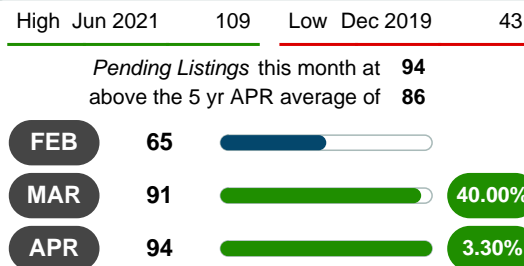 High Jun 2021 109 Low Dec 2019 43
Pending Listings this month at 94
above the 5 yr APR average of 86
FEB 65
MAR 91 40.00%
APR 94 3.30%